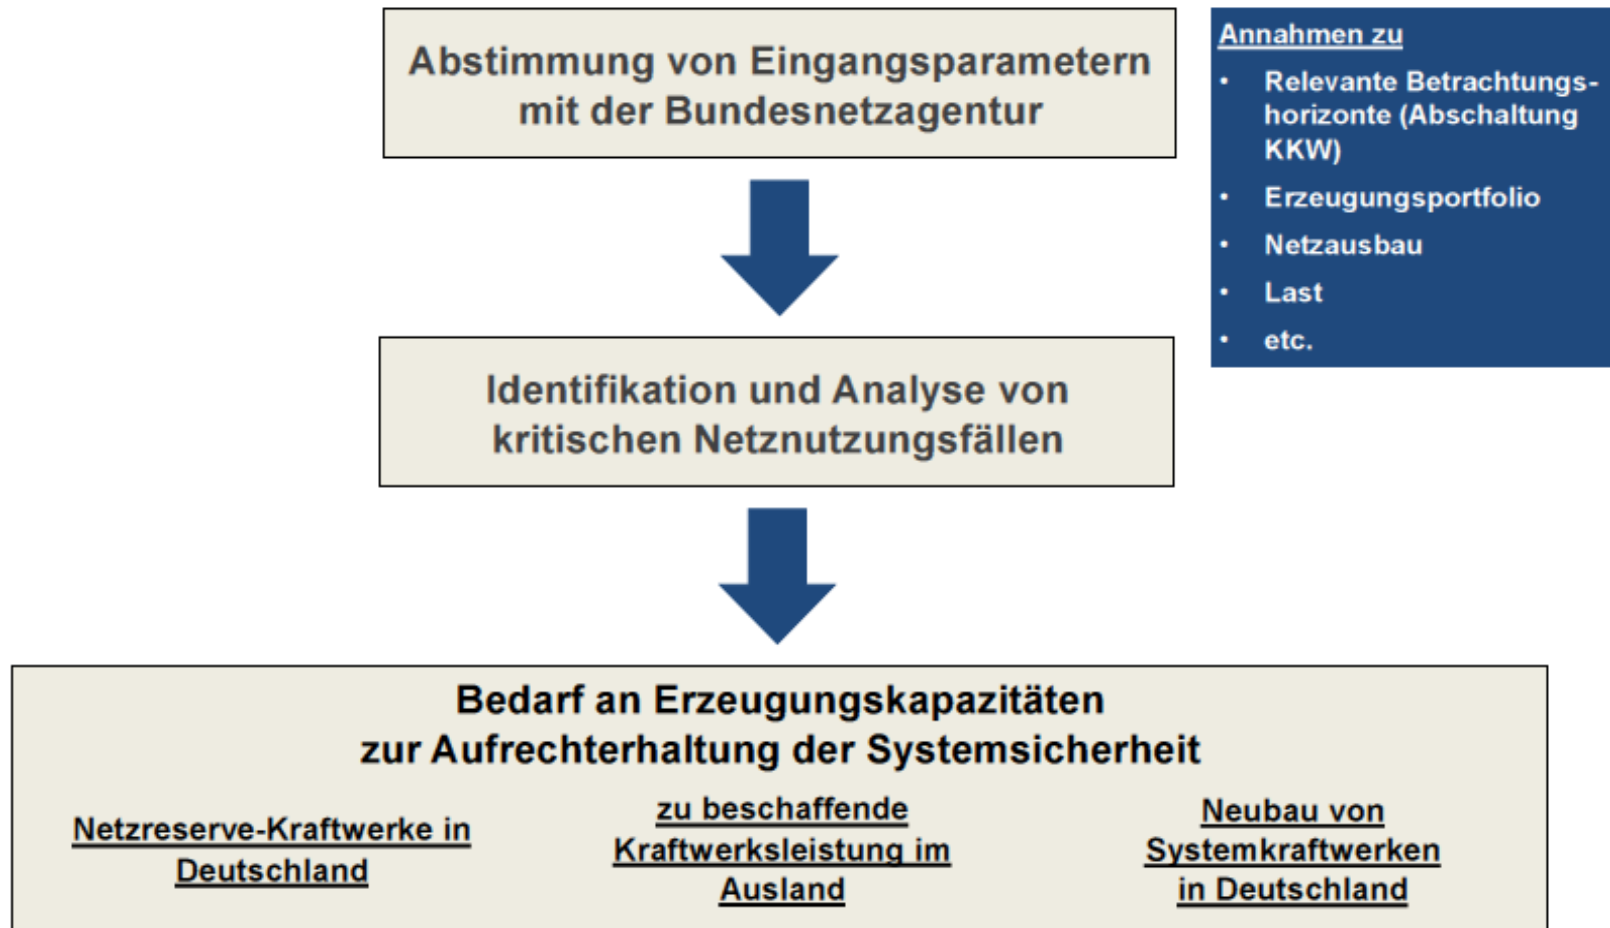 Abstimmung von Eingangsparametern
mit der Bundesnetzagentur
Annahmen zu
• Relevante Betrachtungs-
horizonte (Abschaltung
KKW)
• Erzeugungsportfolio
• Netzausbau
• Last
• etc.
Identifikation und Analyse von
kritischen Netznutzungsfällen
Bedarf an Erzeugungskapazitäten
zur Aufrechterhaltung der Systemsicherheit
Netzreserve-Kraftwerke in
Deutschland
zu beschaffende
Kraftwerksleistung im
Ausland
Neubau von
Systemkraftwerken
in Deutschland